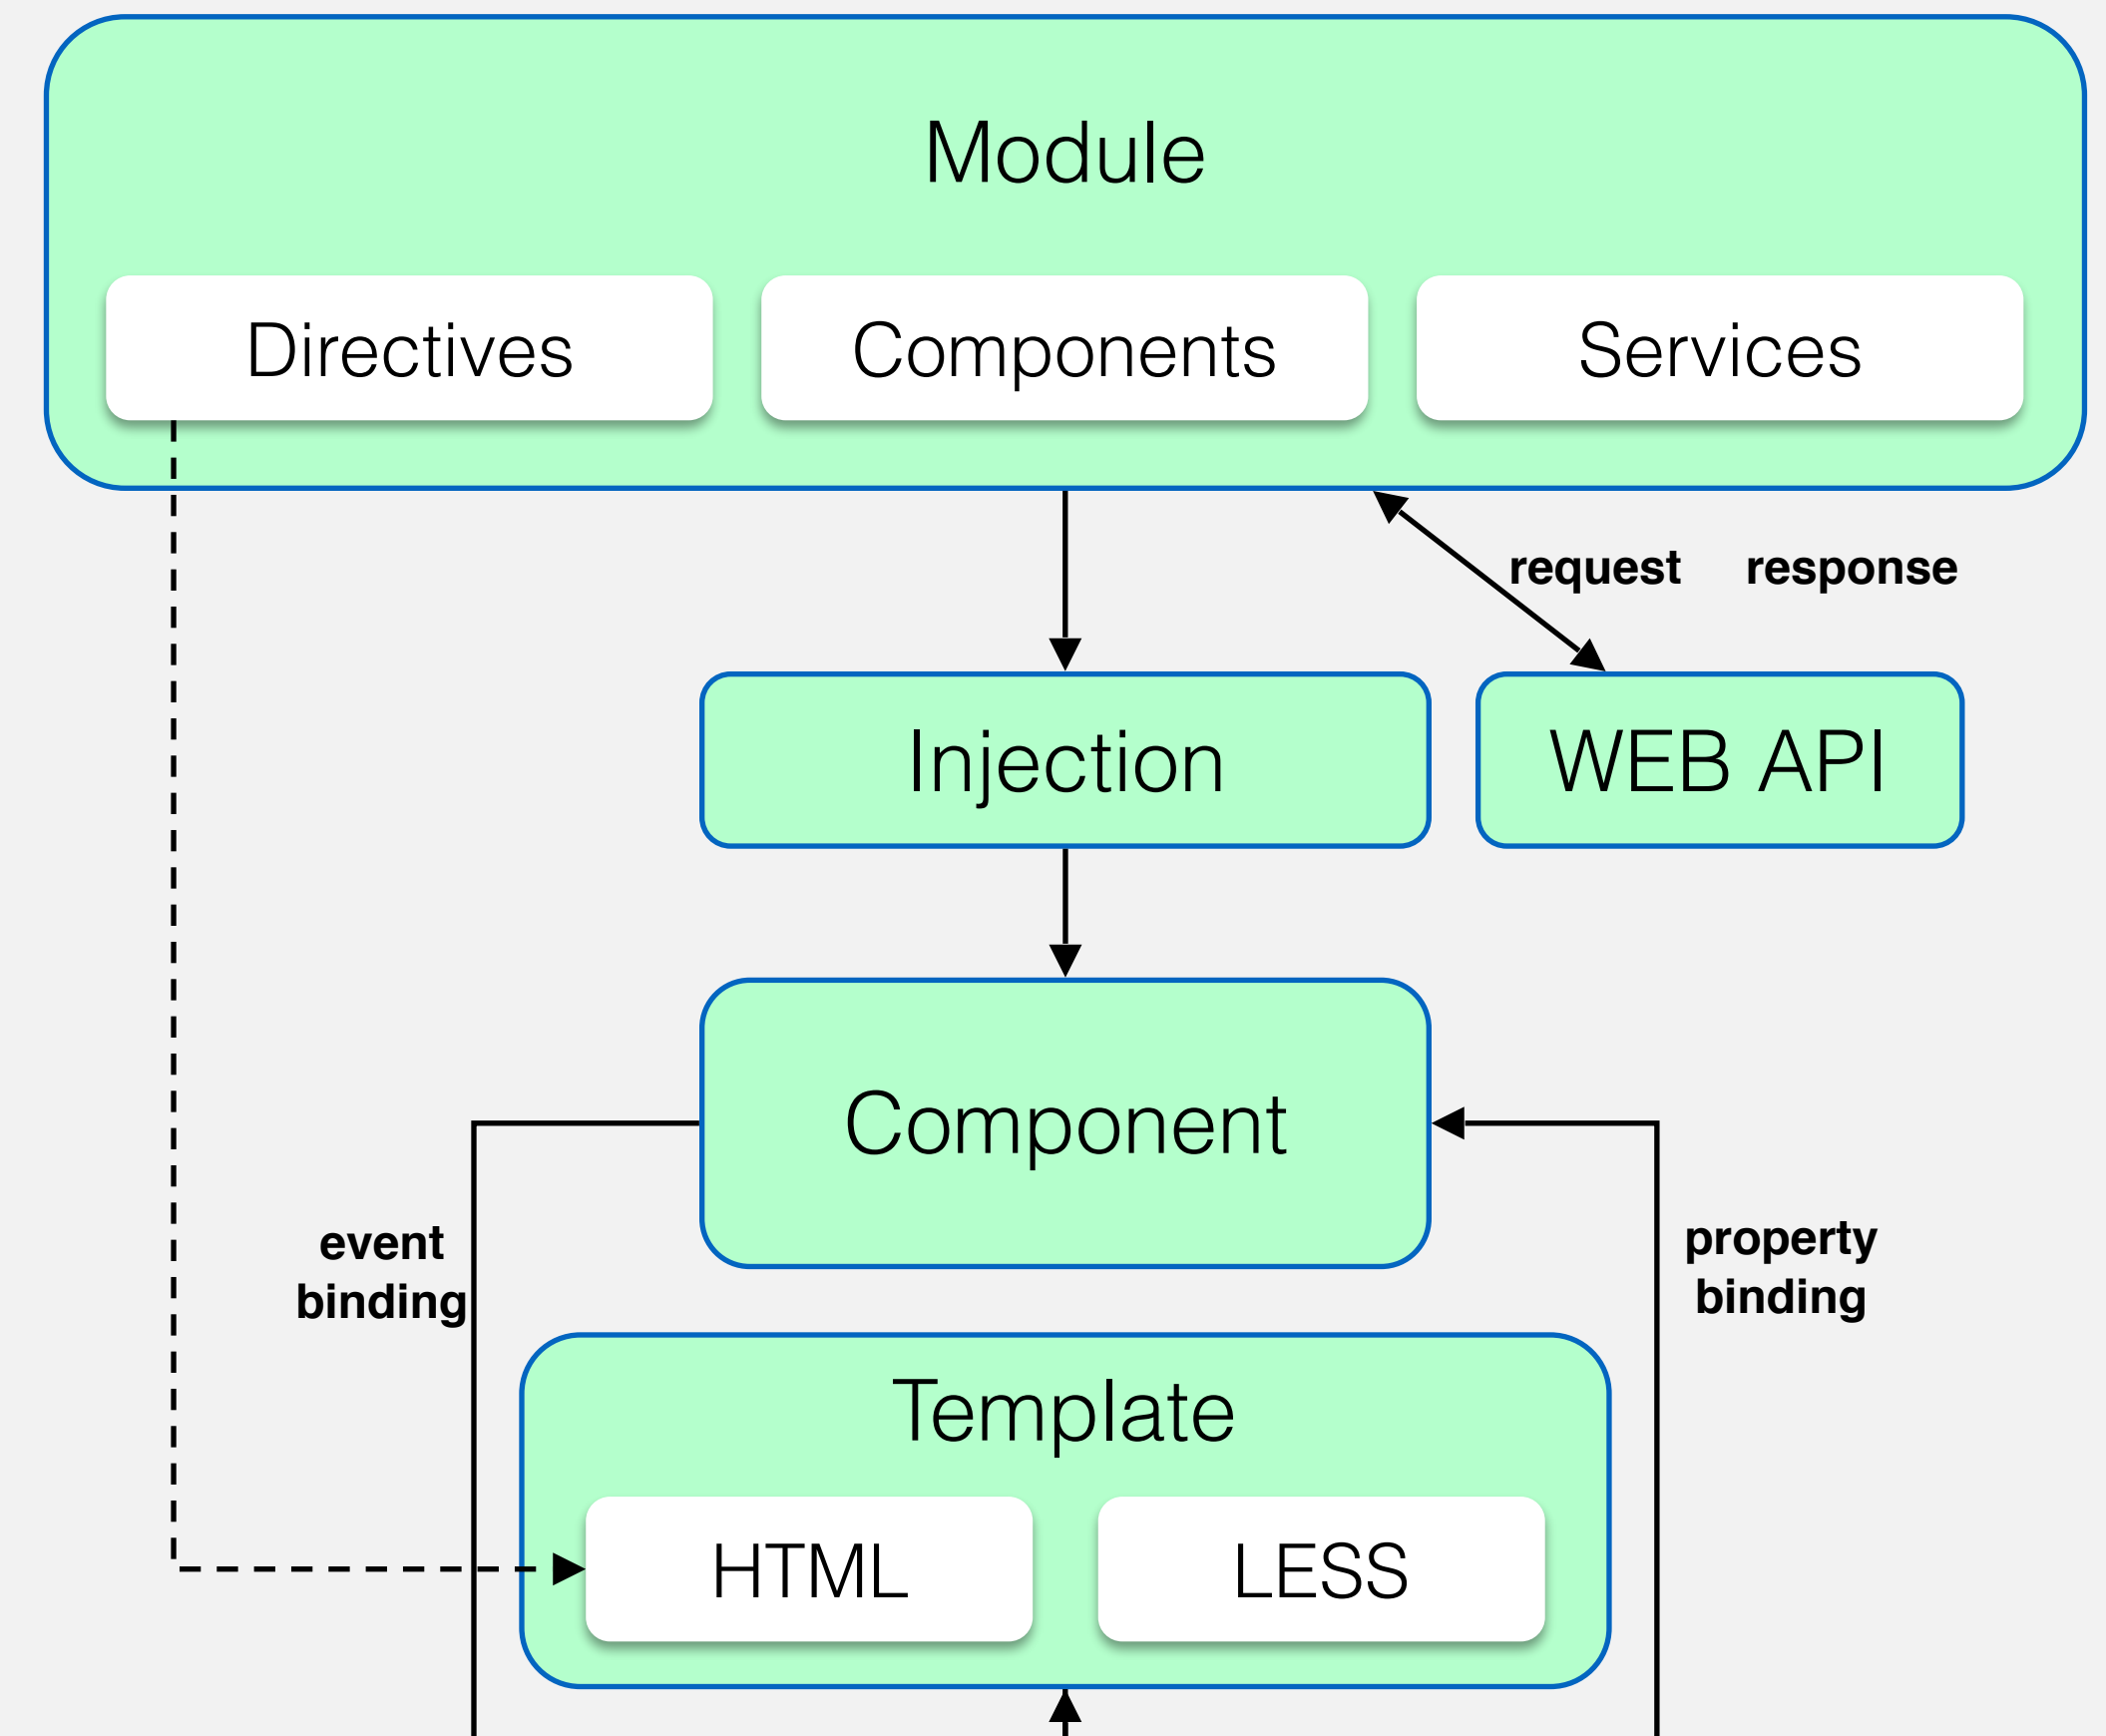 Module
Directives
Components
Services
request response
Injection
WEB API
Component
event
binding
property
binding
Template
HTML
LESS